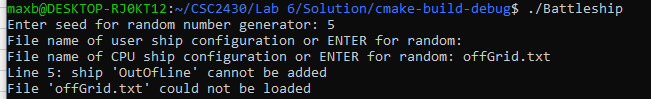 maxb@DESKTOP-RJ0KT12:~/CSC2430/Lab 6/Solution/cmake-build-debug$ ./Battleship
Enter seed for random number generator: 5
File name of user ship configuration or ENTER for random:
File name of CPU ship configuration or ENTER for random: offGrid.txt
Line 5: ship 'OutOfLine' cannot be added
File 'offGrid.txt' could not be loaded